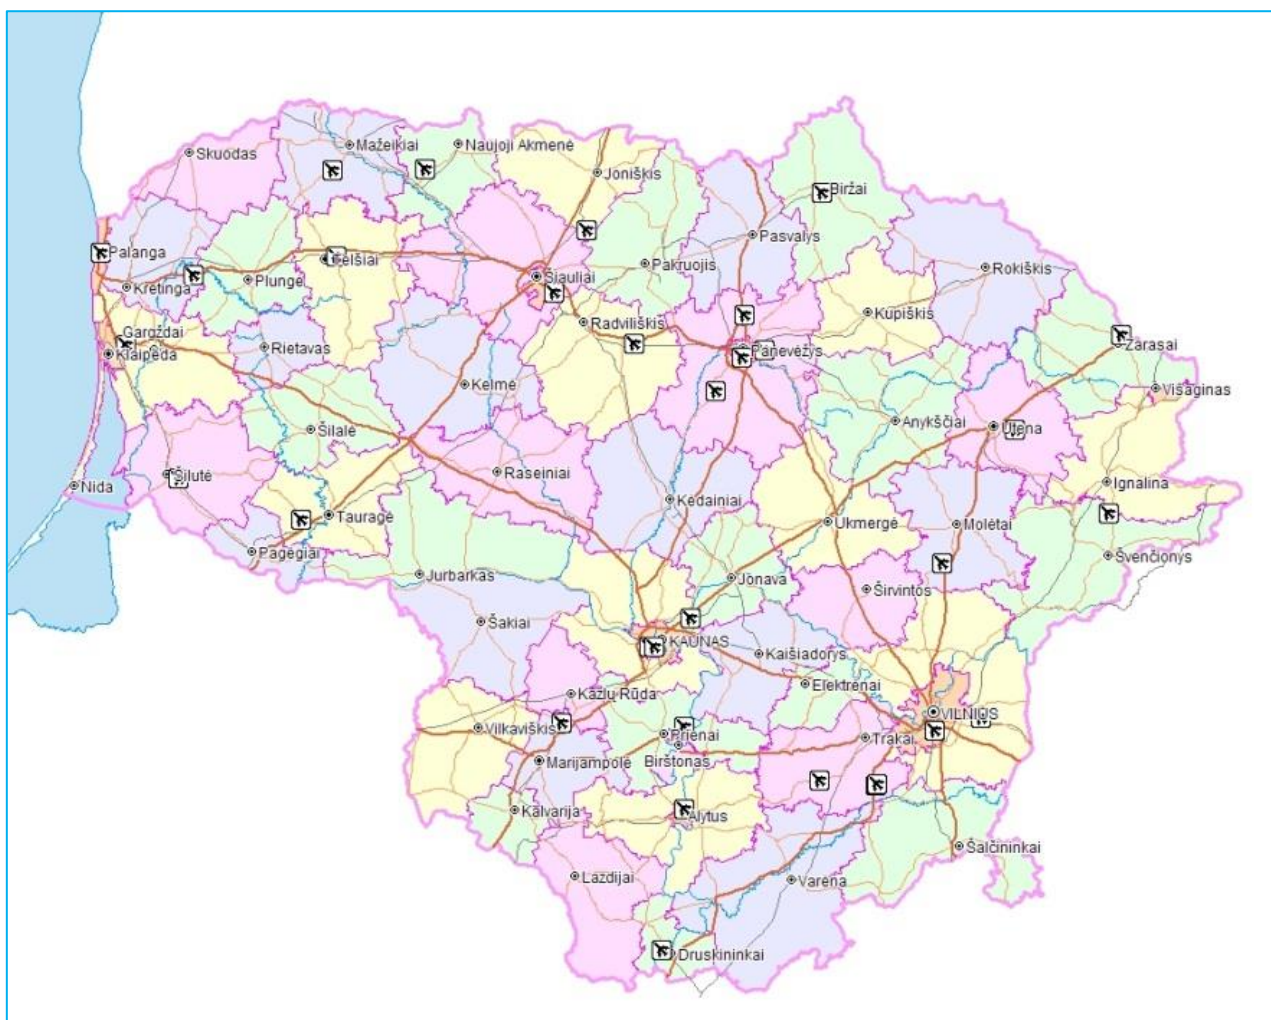 Skuodas
Mažeikiai
Naujoji Akmenė
Joniškis
Biržai
Palanga
Kretinga
Plungė
Telšiai
Šiauliai
Pakruojis
Pasvalys
Rokiškis
Gargždai
Klaipėda
Rietavas
Radviliškis
Panevėžys
Kupiškis
Zarasai
Visaginas
Kelmė
Šilalė
Anykščiai
Utena
Nida
Šilutė
Raseiniai
Kėdainiai
Ignalina
Pagėgiai
Tauragė
Ukmergė
Molėtai
Švenčionys
Jurbarkas
Jonava
Širvintos
Šakiai
KAUNAS
Kaišiadorys
Kazlų Rūda
Elektrėnai
Vilkaviškis
Prienai
Birštonas
Trakai
VILNIUS
Marijampolė
Kalvarija
Alytus
Šalčininkai
Lazdijai
Varėna
Druskininkai